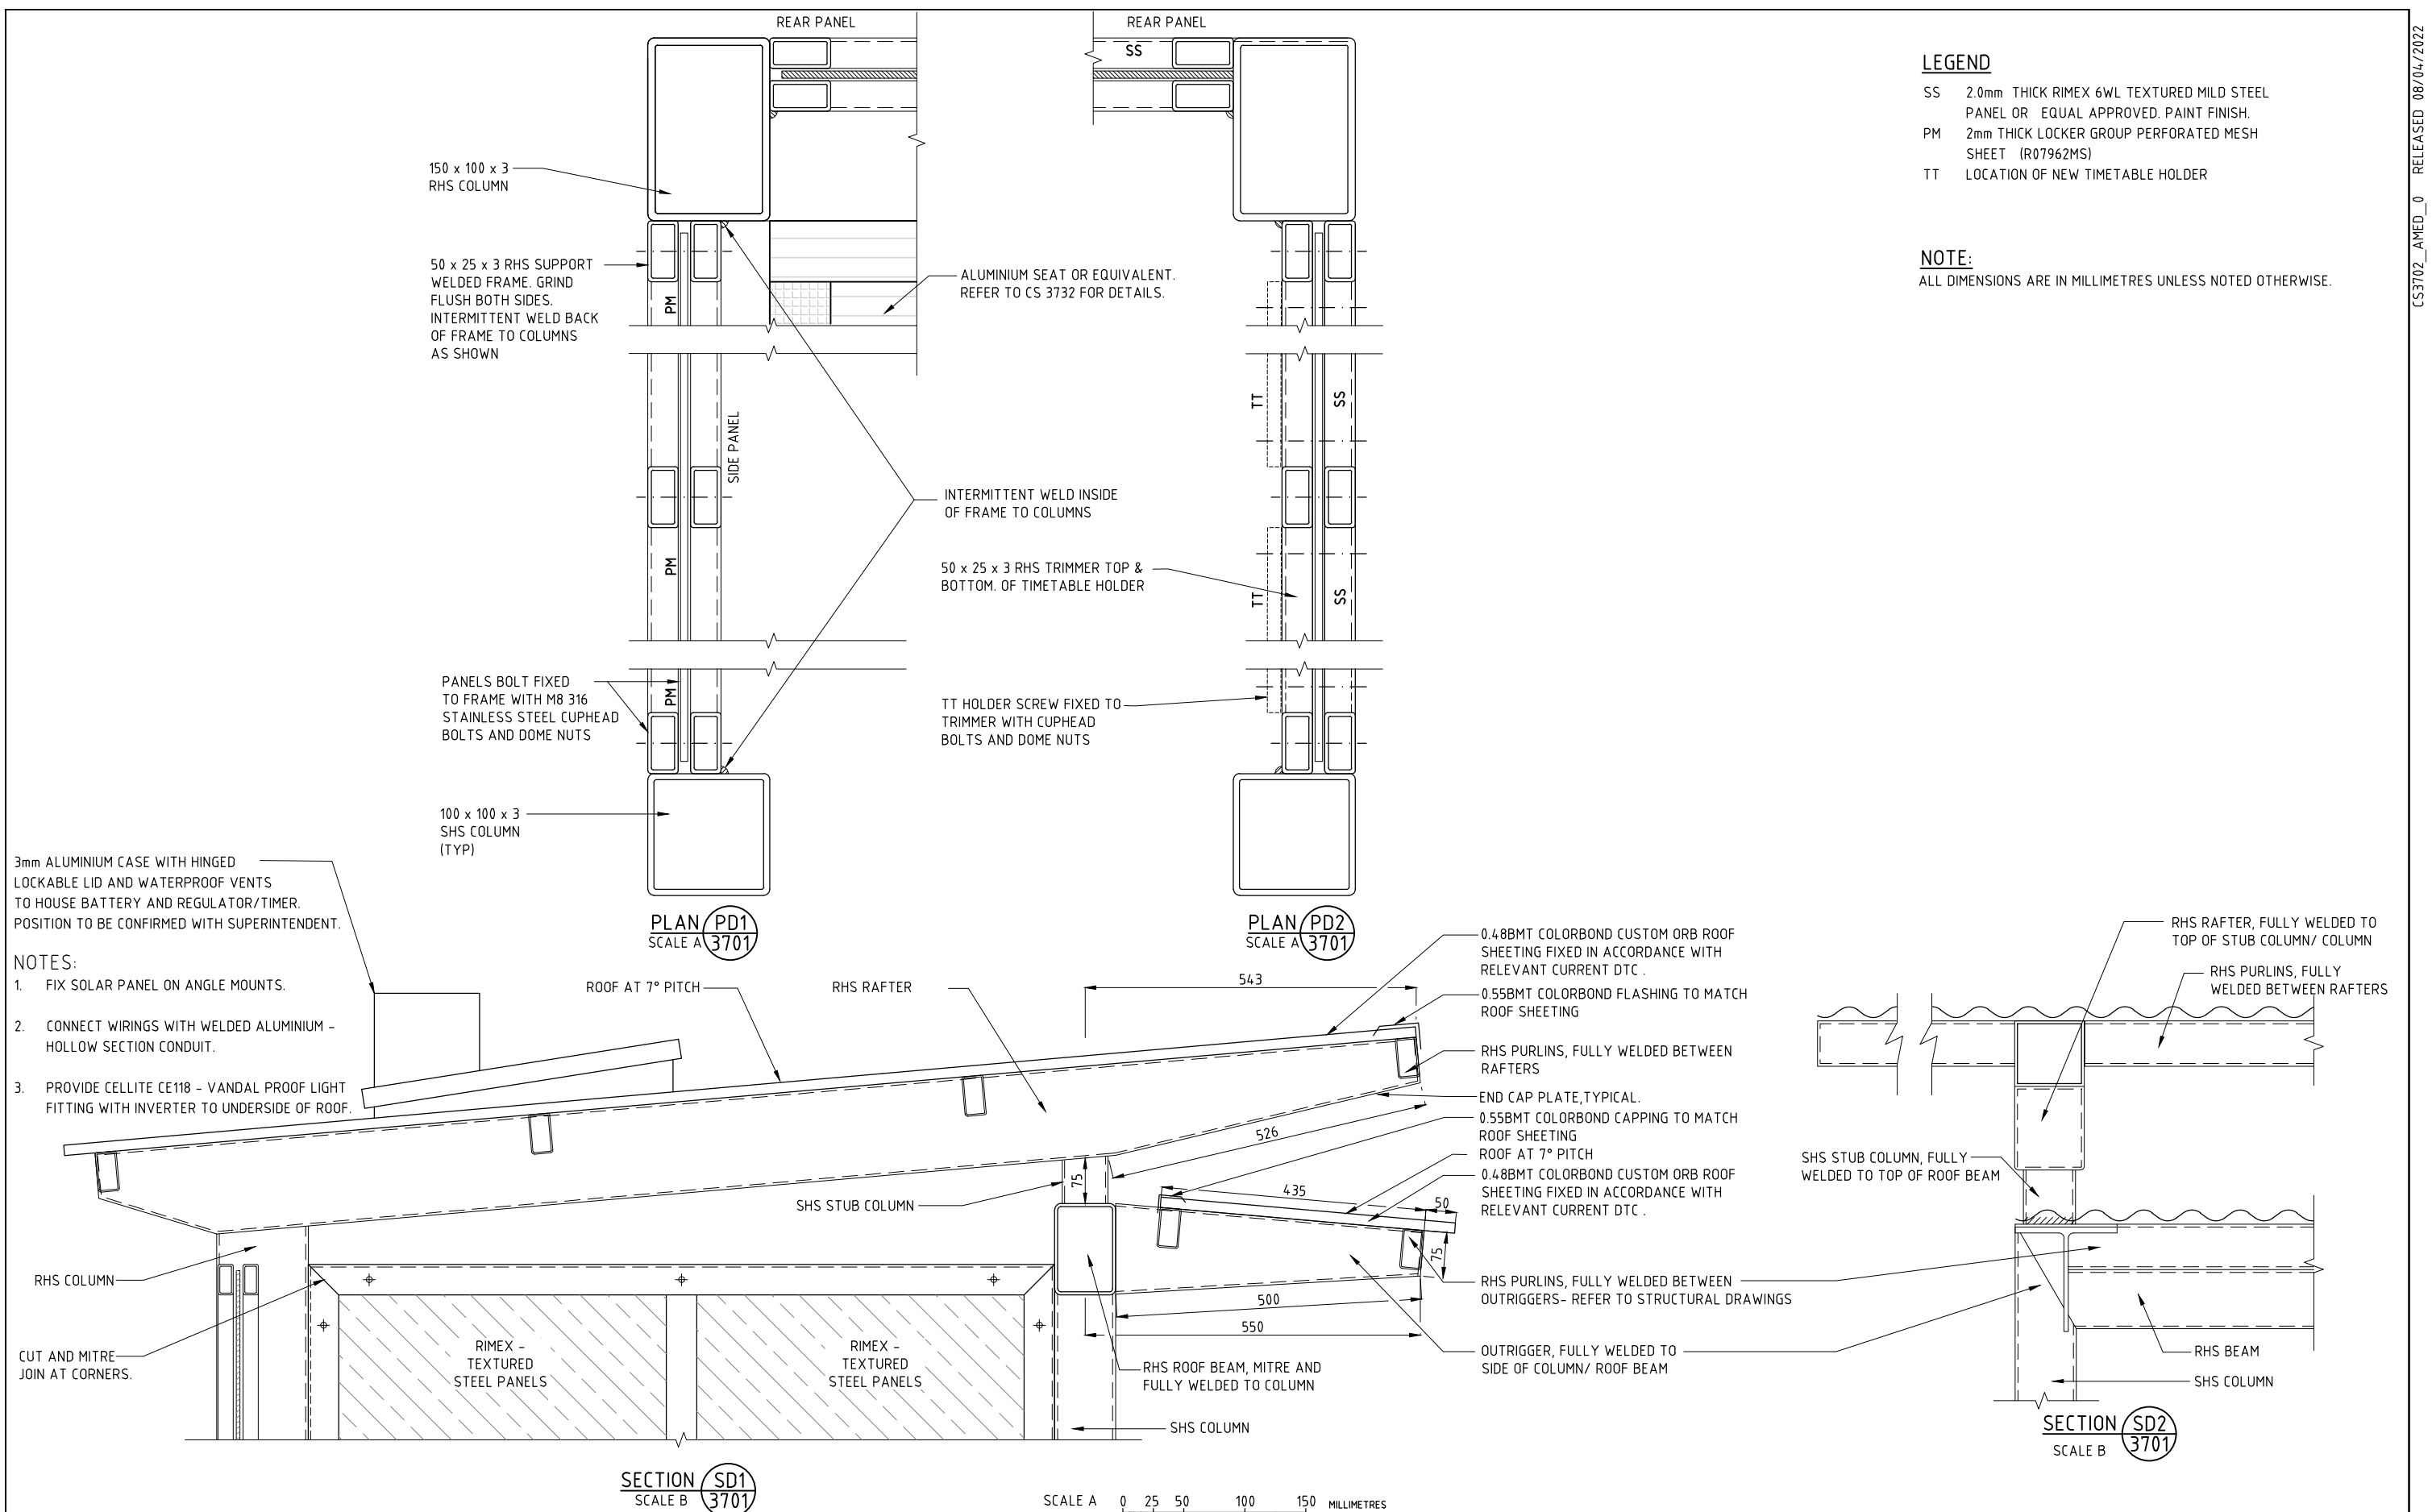 REAR PANEL
REAR PANEL
SS
150 x 100 x 3
RHS COLUMN
50 x 25 x 3 RHS SUPPORT
WELDED FRAME. GRIND
FLUSH BOTH SIDES.
INTERMITTENT WELD BACK
OF FRAME TO COLUMNS
AS SHOWN
PM
ALUMINIUM SEAT OR EQUIVALENT.
REFER TO CS 3732 FOR DETAILS.
SIDE PANEL
TT
SS
INTERMITTENT WELD INSIDE
OF FRAME TO COLUMNS
PM
50 x 25 x 3 RHS TRIMMER TOP &
BOTTOM. OF TIMETABLE HOLDER
TT
SS
PANELS BOLT FIXED
TO FRAME WITH M8 316
STAINLESS STEEL CUPHEAD
BOLTS AND DOME NUTS
PM
TT HOLDER SCREW FIXED TO
TRIMMER WITH CUPHEAD
BOLTS AND DOME NUTS
100 x 100 x 3
SHS COLUMN
(TYP)
PLAN PD1
SCALE A 3701
PLAN PD2
SCALE A 3701
LEGEND
SS 2.0mm THICK RIMEX 6WL TEXTURED MILD STEEL
PANEL OR EQUAL APPROVED. PAINT FINISH.
PM 2mm THICK LOCKER GROUP PERFORATED MESH
SHEET (R07962MS)
TT LOCATION OF NEW TIMETABLE HOLDER
NOTE:
ALL DIMENSIONS ARE IN MILLIMETRES UNLESS NOTED OTHERWISE.
CS3702_AMED_0 RELEASED 08/04/2022
3mm ALUMINIUM CASE WITH HINGED
LOCKABLE LID AND WATERPROOF VENTS
TO HOUSE BATTERY AND REGULATOR/TIMER.
POSITION TO BE CONFIRMED WITH SUPERINTENDENT.
NOTES:
1. FIX SOLAR PANEL ON ANGLE MOUNTS.
2. CONNECT WIRINGS WITH WELDED ALUMINIUM -
HOLLOW SECTION CONDUIT.
3. PROVIDE CELLITE CE118 - VANDAL PROOF LIGHT
FITTING WITH INVERTER TO UNDERSIDE OF ROOF.
ROOF AT 7° PITCH
RHS RAFTER
543
0.48BMT COLORBOND CUSTOM ORB ROOF
SHEETING FIXED IN ACCORDANCE WITH
RELEVANT CURRENT DTC .
0.55BMT COLORBOND FLASHING TO MATCH
ROOF SHEETING
RHS PURLINS, FULLY WELDED BETWEEN
RAFTERS
END CAP PLATE,TYPICAL.
0.55BMT COLORBOND CAPPING TO MATCH
ROOF SHEETING
ROOF AT 7° PITCH
0.48BMT COLORBOND CUSTOM ORB ROOF
SHEETING FIXED IN ACCORDANCE WITH
RELEVANT CURRENT DTC .
526
75
435
50
75
SHS STUB COLUMN
500
550
RHS PURLINS, FULLY WELDED BETWEEN
OUTRIGGERS- REFER TO STRUCTURAL DRAWINGS
OUTRIGGER, FULLY WELDED TO
SIDE OF COLUMN/ ROOF BEAM
RHS COLUMN
CUT AND MITRE
JOIN AT CORNERS.
RIMEX -
TEXTURED
STEEL PANELS
RIMEX -
TEXTURED
STEEL PANELS
RHS ROOF BEAM, MITRE AND
FULLY WELDED TO COLUMN
SHS COLUMN
SECTION SD1
SCALE B 3701
RHS RAFTER, FULLY WELDED TO
TOP OF STUB COLUMN/ COLUMN
RHS PURLINS, FULLY
WELDED BETWEEN RAFTERS
SHS STUB COLUMN, FULLY
WELDED TO TOP OF ROOF BEAM
RHS BEAM
SHS COLUMN
SECTION SD2
SCALE B 3701
SCALE A 0 25 50 100 150 MILLIMETRES